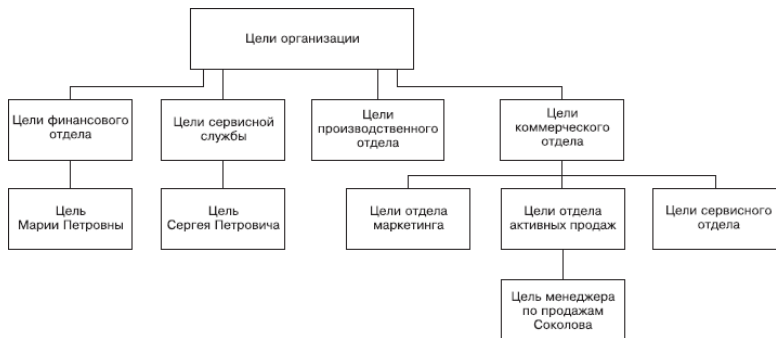 Цели организации
Цели финансового
отдела
Цели сервисной
службы
Цели
производственного
отдела
Цели
коммерческого
отдела
Цель
Марии Петровны
Цель
Сергея Петровича
Цели отдела
маркетинга
Цели отдела
активных продаж
Цели сервисного
отдела
Цель менеджера
по продажам
Соколова